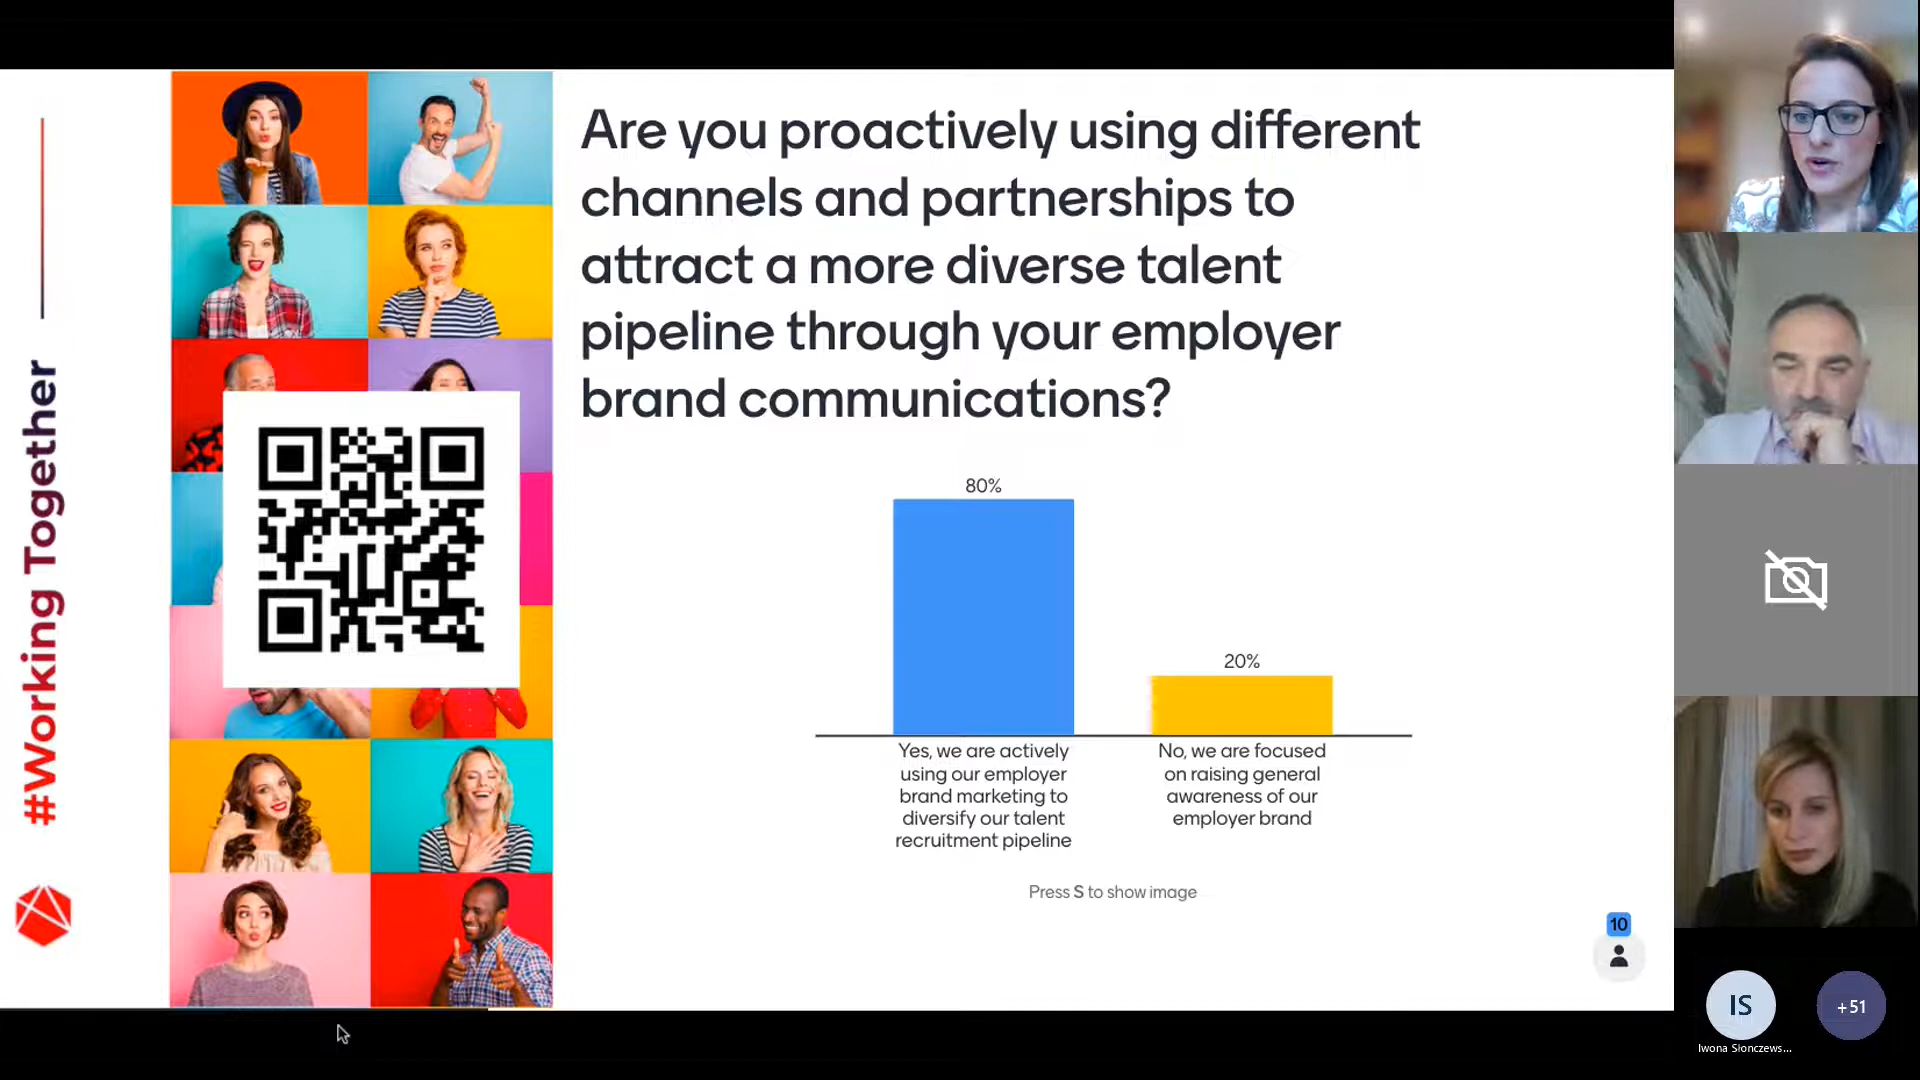 #Working Together
Are you proactively using different
channels and partnerships to
attract a more diverse talent
pipeline through your employer
brand communications?
80%
20%
Yes, we are actively
using our employer
brand marketing to
diversify our talent
recruitment pipeline
No, we are focused
on raising general
awareness of our
employer brand
Press S to show image
10
IS
Iwona Slonczews...
+51